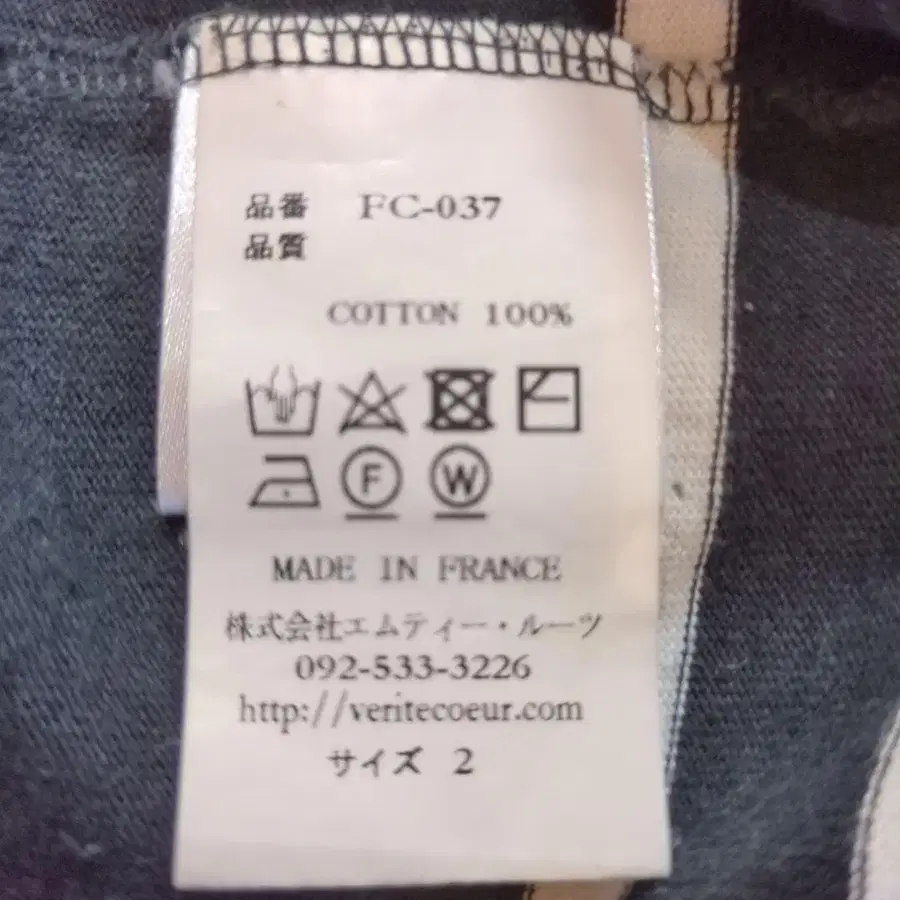 品番 FC-037
品質
COTTON 100%
F W
MADE IN FRANCE
株式会社エムティー・ルーツ
092-533-3226
http://veritecoeur.com
サイズ 2